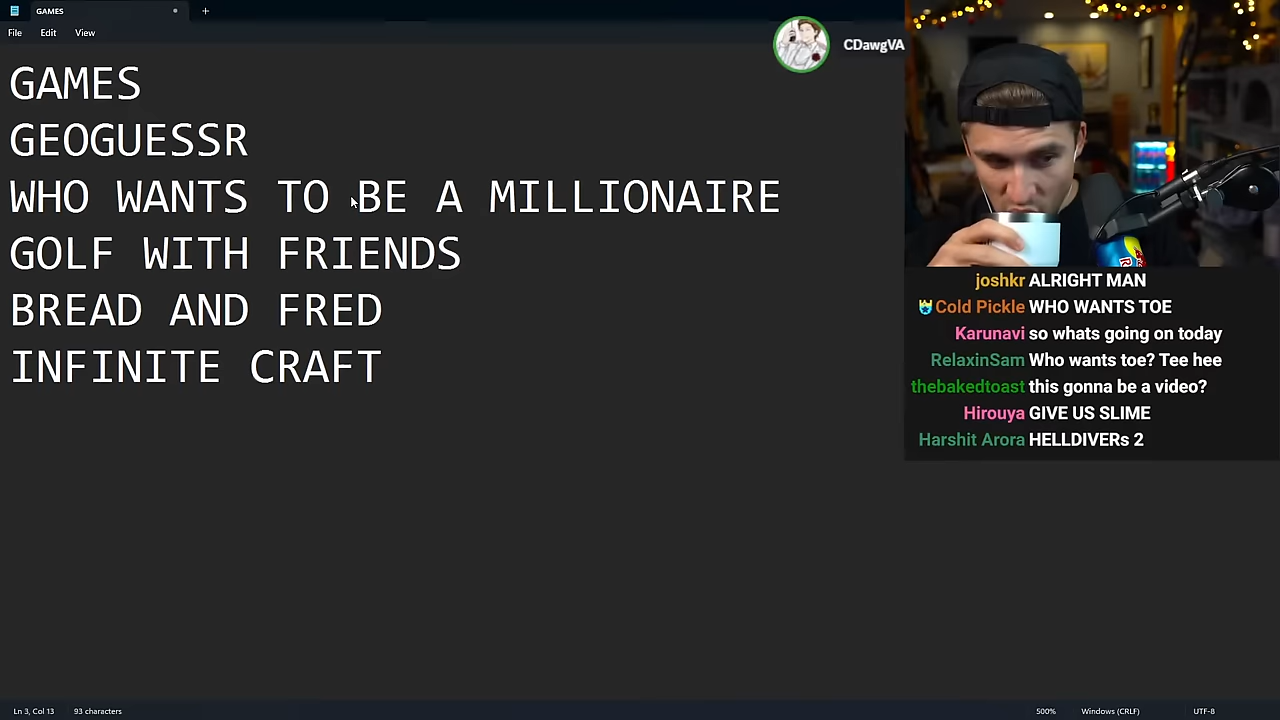 GAMES
File Edit View
GAMES
GEOGUESSR
WHO WANTS TO BE A MILLIONAIRE
GOLF WITH FRIENDS
BREAD AND FRED
INFINITE CRAFT
CDawgVA
joshkr ALRIGHT MAN
Cold Pickle WHO WANTS TOE
Karunavi so whats going on today
RelaxinSam Who wants toe? Tee hee
thebakedtoast this gonna be a video?
Hirouya GIVE US SLIME
Harshit Arora HELLDIVERs 2
Ln 3, Col 13 93 characters 500% Windows (CRLF) UTF-8